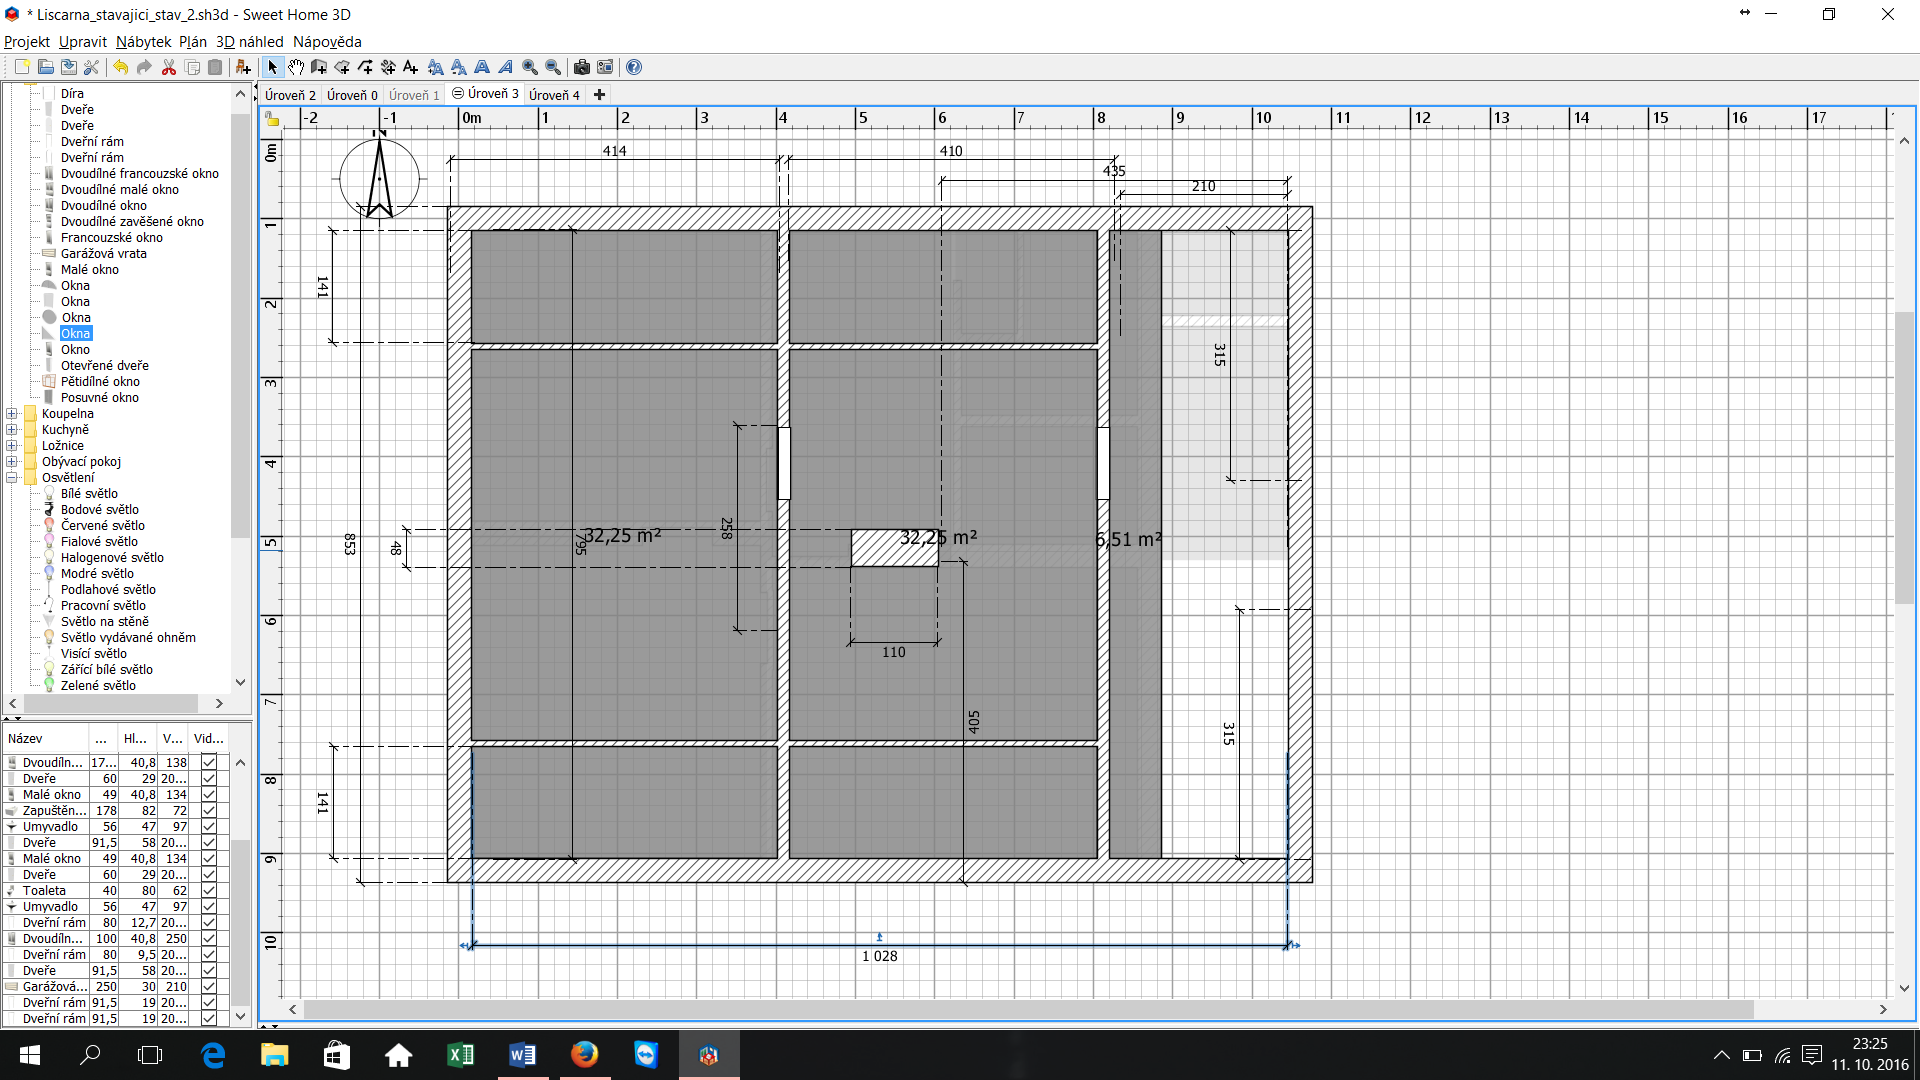 * Liscarna_stavajici_stav_2.sh3d - Sweet Home 3D
Projekt Upravit Nábytek Plán 3D náhled Nápověda
Díra
Dveře
Dveře
Dveřní rám
Dveřní rám
Dvoudílné francouzské okno
Dvoudílné malé okno
Dvoudílné okno
Dvoudílné zavěšené okno
Francouzské okno
Garážová vrata
Malé okno
Okna
Okna
Okna
Okna
Okno
Otevřené dveře
Pětidílné okno
Posuvné okno
Koupelna
Kuchyně
Ložnice
Obývací pokoj
Osvětlení
Bílé světlo
Bodové světlo
Červené světlo
Fialové světlo
Halogenové světlo
Modré světlo
Podlahové světlo
Pracovní světlo
Světlo na stěně
Světlo vydávané ohněm
Visící světlo
Zářící bílé světlo
Zelené světlo
Název ... Hl... V... Vid...
Dvoudíln... 17... 40,8 138
Dveře 60 29 20...
Malé okno 49 40,8 134
Zapuštěn... 178 82 72
Umyvadlo 56 47 97
Dveře 91,5 58 20...
Malé okno 49 40,8 134
Dveře 60 29 20...
Toaleta 40 80 62
Umyvadlo 56 47 97
Dveřní rám 80 12,7 20...
Dvoudíln... 100 40,8 250
Dveřní rám 80 9,5 20...
Dveře 91,5 58 20...
Garážová... 250 30 210
Dveřní rám 91,5 19 20...
Dveřní rám 91,5 19 20...
Úroveň 2 Úroveň 0 Úroveň 1 Úroveň 3 Úroveň 4
-2 -1 0m 1 2 3 4 5 6 7 8 9 10 11 12 13 14 15 16 17
0m
1
2
3
4
5
6
7
8
9
10
N
414
410
435
210
141
315
853
48
32,25 m²
795
258
32,25 m²
6,51 m²
110
405
315
141
1 028
23:25
11. 10. 2016